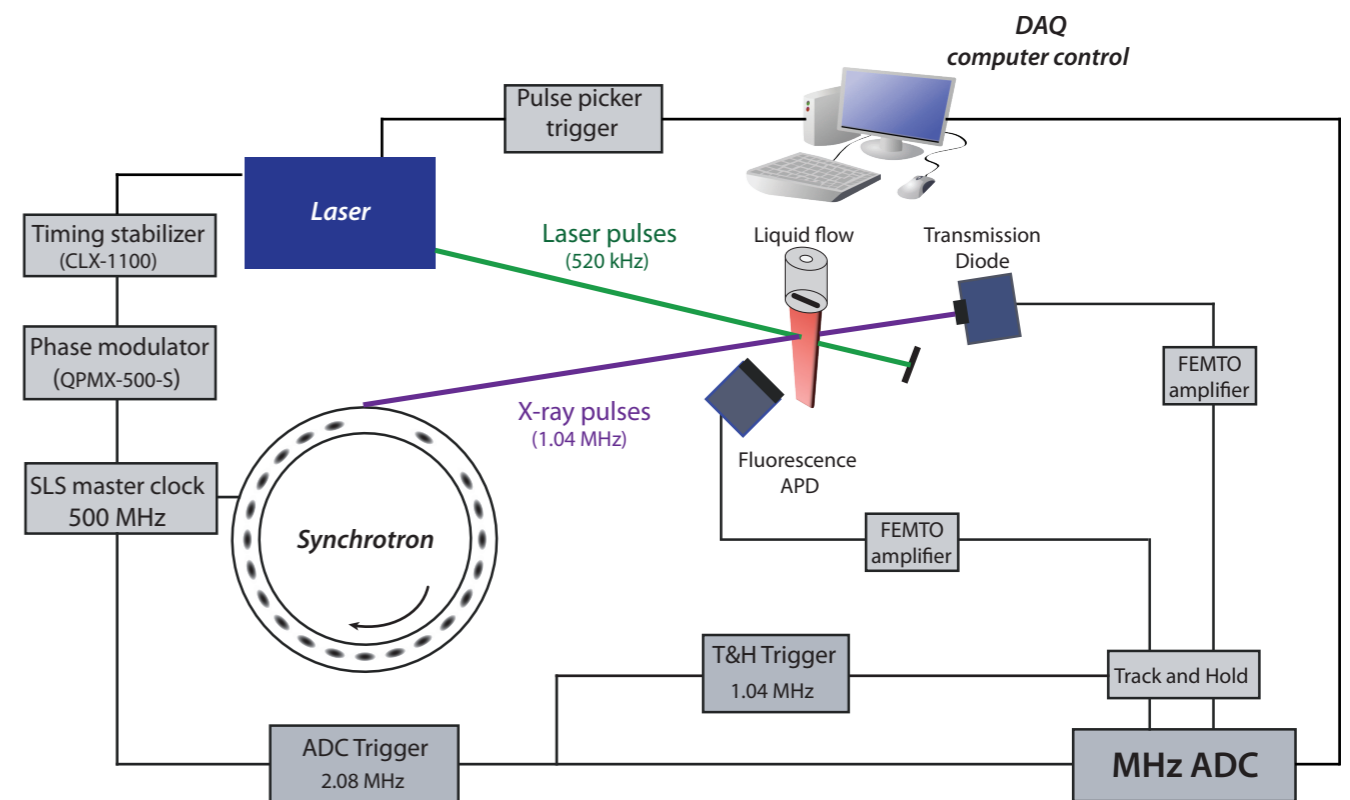 DAQ
computer control
Pulse picker
trigger
Laser
Timing stabilizer
(CLX-1100)
Laser pulses
(520 kHz)
Liquid flow
Transmission
Diode
Phase modulator
(QPMX-500-S)
FEMTO
amplifier
X-ray pulses
(1.04 MHz)
Fluorescence
APD
SLS master clock
500 MHz
Synchrotron
FEMTO
amplifier
T&H Trigger
1.04 MHz
Track and Hold
ADC Trigger
2.08 MHz
MHz ADC